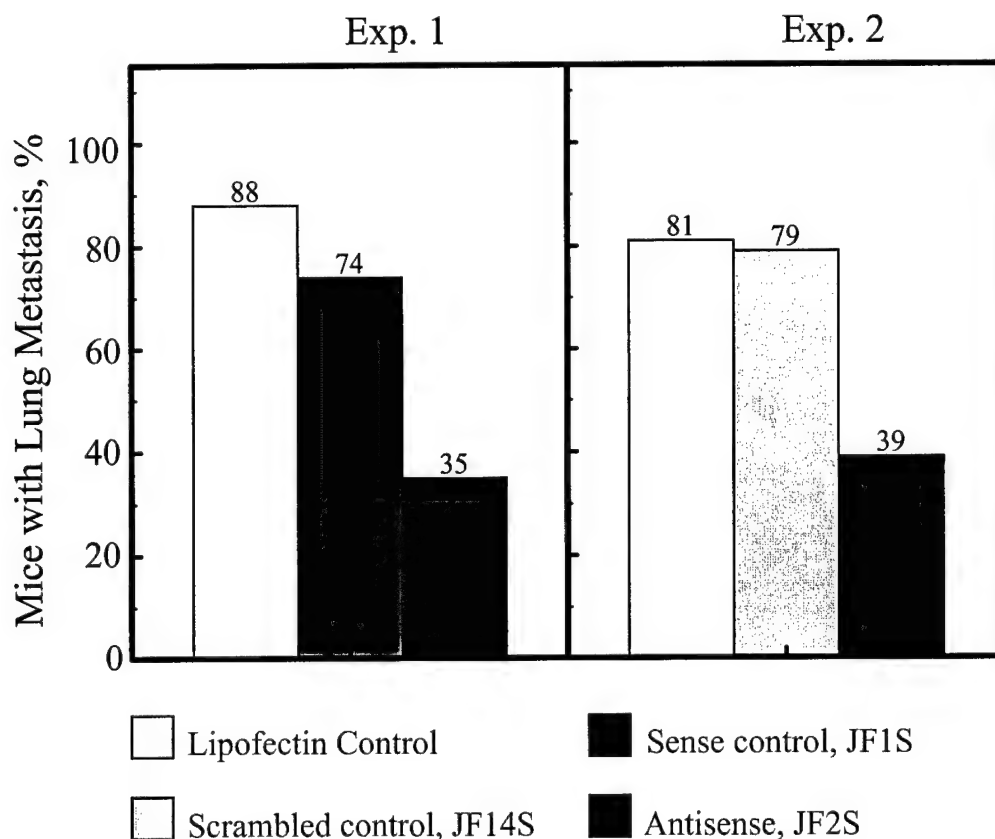 Exp. 1
Exp. 2
Mice with Lung Metastasis, %
100
80
60
40
20
0
88
74
35
81
79
39
Lipofectin Control
Sense control, JF1S
Scrambled control, JF14S
Antisense, JF2S